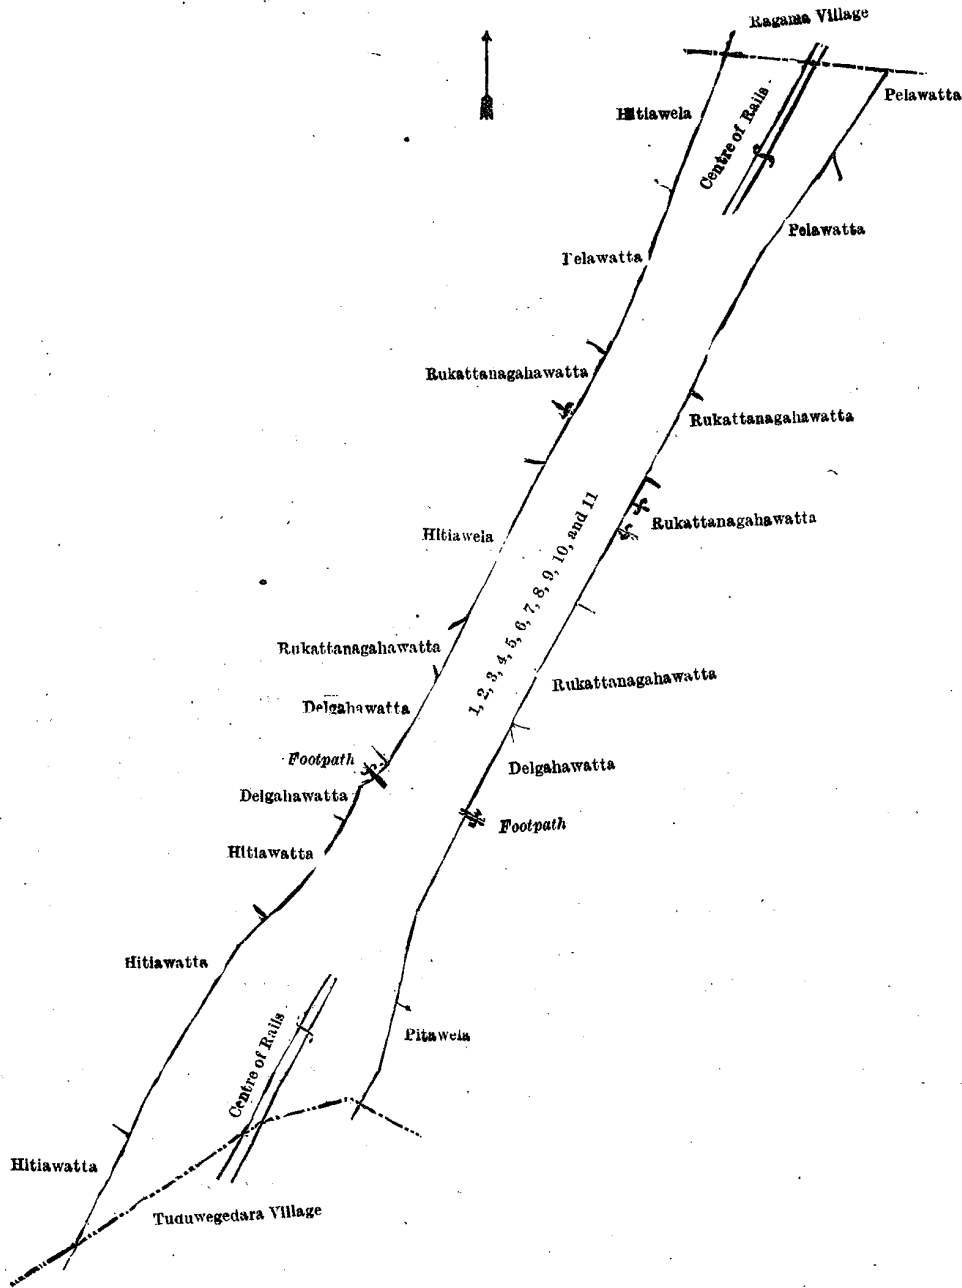 Ragama Village
Pelawatta
Hitiawela
Centre of Rails
Pelawatta
Telawatta
Rukattanagahawatta
Rukattanagahawatta
1, 2, 3, 4, 5, 6, 7, 8, 9, 10, and 11
Rukattanagahawatta
Hitiawela
Rukattanagahawatta
Rukattanagahawatta
Delgahawatta
Footpath
Delgahawatta
Delgahawatta
Footpath
Hitiawatta
Hitiawatta
Centre of Rails
Pitawela
Hitiawatta
Tuduwegedara Village